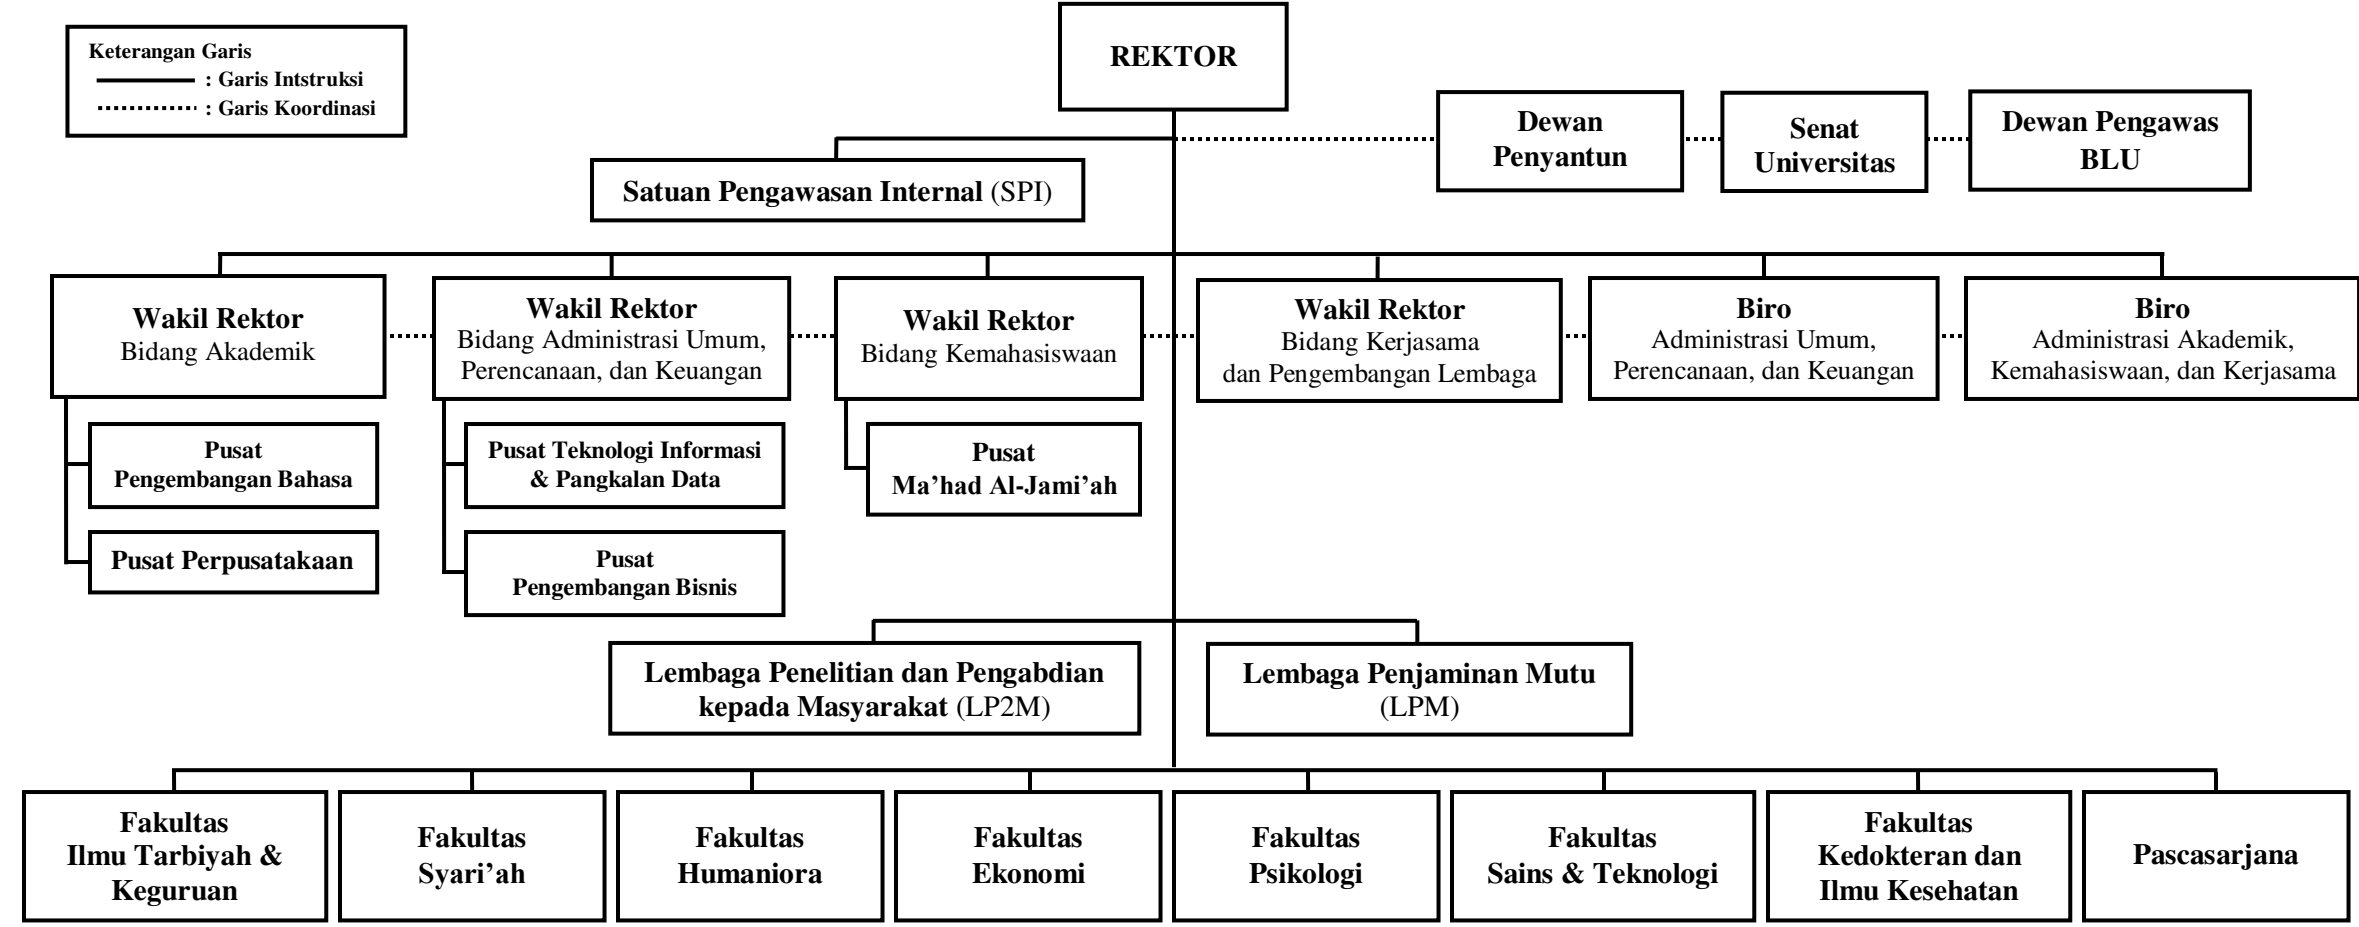 Keterangan Garis
: Garis Intstruksi
: Garis Koordinasi
REKTOR
Dewan
Penyantun
Senat
Universitas
Dewan Pengawas
BLU
Satuan Pengawasan Internal (SPI)
Wakil Rektor
Bidang Akademik
Wakil Rektor
Bidang Administrasi Umum,
Perencanaan, dan Keuangan
Wakil Rektor
Bidang Kemahasiswaan
Wakil Rektor
Bidang Kerjasama
dan Pengembangan Lembaga
Biro
Administrasi Umum,
Perencanaan, dan Keuangan
Biro
Administrasi Akademik,
Kemahasiswaan, dan Kerjasama
Pusat
Pengembangan Bahasa
Pusat Perpusatakaan
Pusat Teknologi Informasi
& Pangkalan Data
Pusat
Pengembangan Bisnis
Pusat
Ma’had Al-Jami’ah
Lembaga Penelitian dan Pengabdian
kepada Masyarakat (LP2M)
Lembaga Penjaminan Mutu
(LPM)
Fakultas
Ilmu Tarbiyah &
Keguruan
Fakultas
Syari’ah
Fakultas
Humaniora
Fakultas
Ekonomi
Fakultas
Psikologi
Fakultas
Sains & Teknologi
Fakultas
Kedokteran dan
Ilmu Kesehatan
Pascasarjana